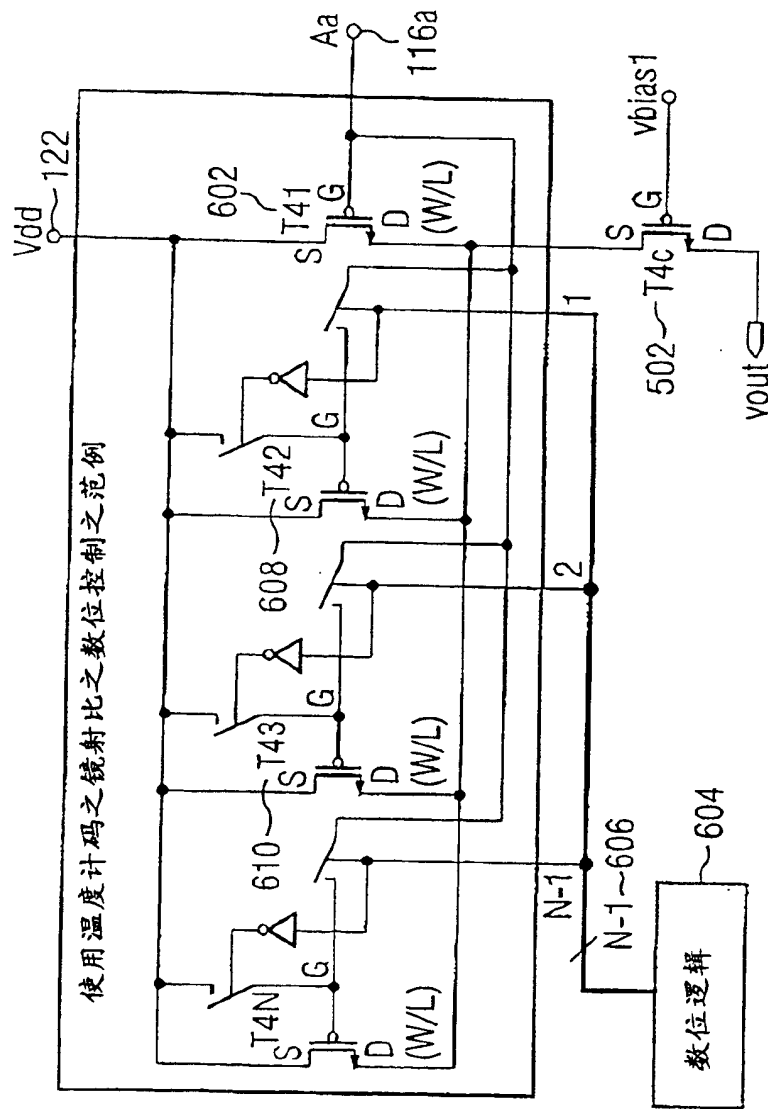 使用温度计码之镜射比之数位控制之范例
Vdd
122
Aa
116a
602
T41
S
G
D
(W/L)
T42
608
S
G
D
(W/L)
T43
610
S
G
D
(W/L)
T4N
S
G
D
(W/L)
1
2
N-1
N-1
606
数位逻辑
604
502
T4c
S
G
D
vbias1
vout